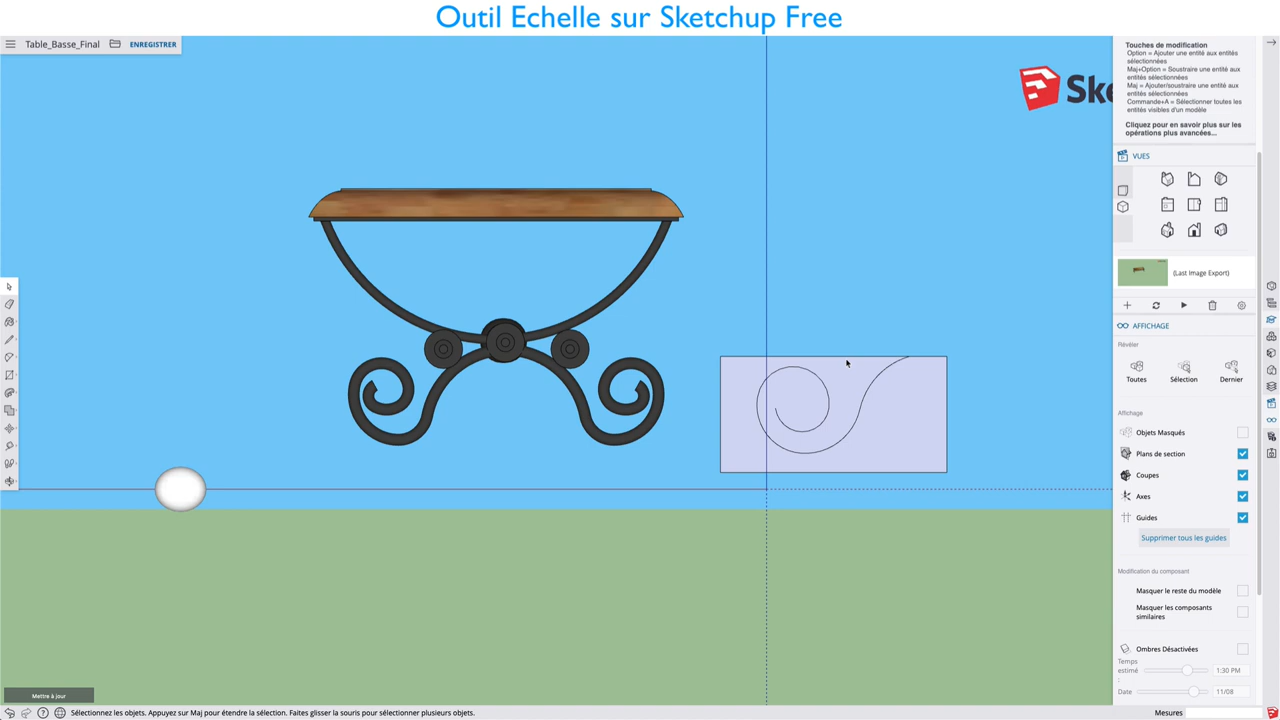 Outil Echelle sur Sketchup Free
Table_Basse_Final
ENREGISTRER
Ske
Touches de modification
Option = Ajouter une entité aux entités
sélectionnées
Maj+Option = Soustraire une entité aux
entités sélectionnées
Maj = Ajouter/soustraire une entité aux
entités sélectionnées
Commande+A = Sélectionner toutes les
entités visibles d'un modèle
Cliquez pour en savoir plus sur les
opérations plus avancées...
VUES
(Last Image Export)
AFFICHAGE
Révéler
Toutes
Sélection
Dernier
Affichage
Objets Masqués
Plans de section
Coupes
Axes
Guides
Supprimer tous les guides
Modification du composant
Masquer le reste du modèle
Masquer les composants
similaires
Ombres Désactivées
Temps
estimé
:
1:30 PM
Date
11/08
Mettre à jour
Sélectionnez les objets. Appuyez sur Maj pour étendre la sélection. Faites glisser la souris pour sélectionner plusieurs objets.
Mesures